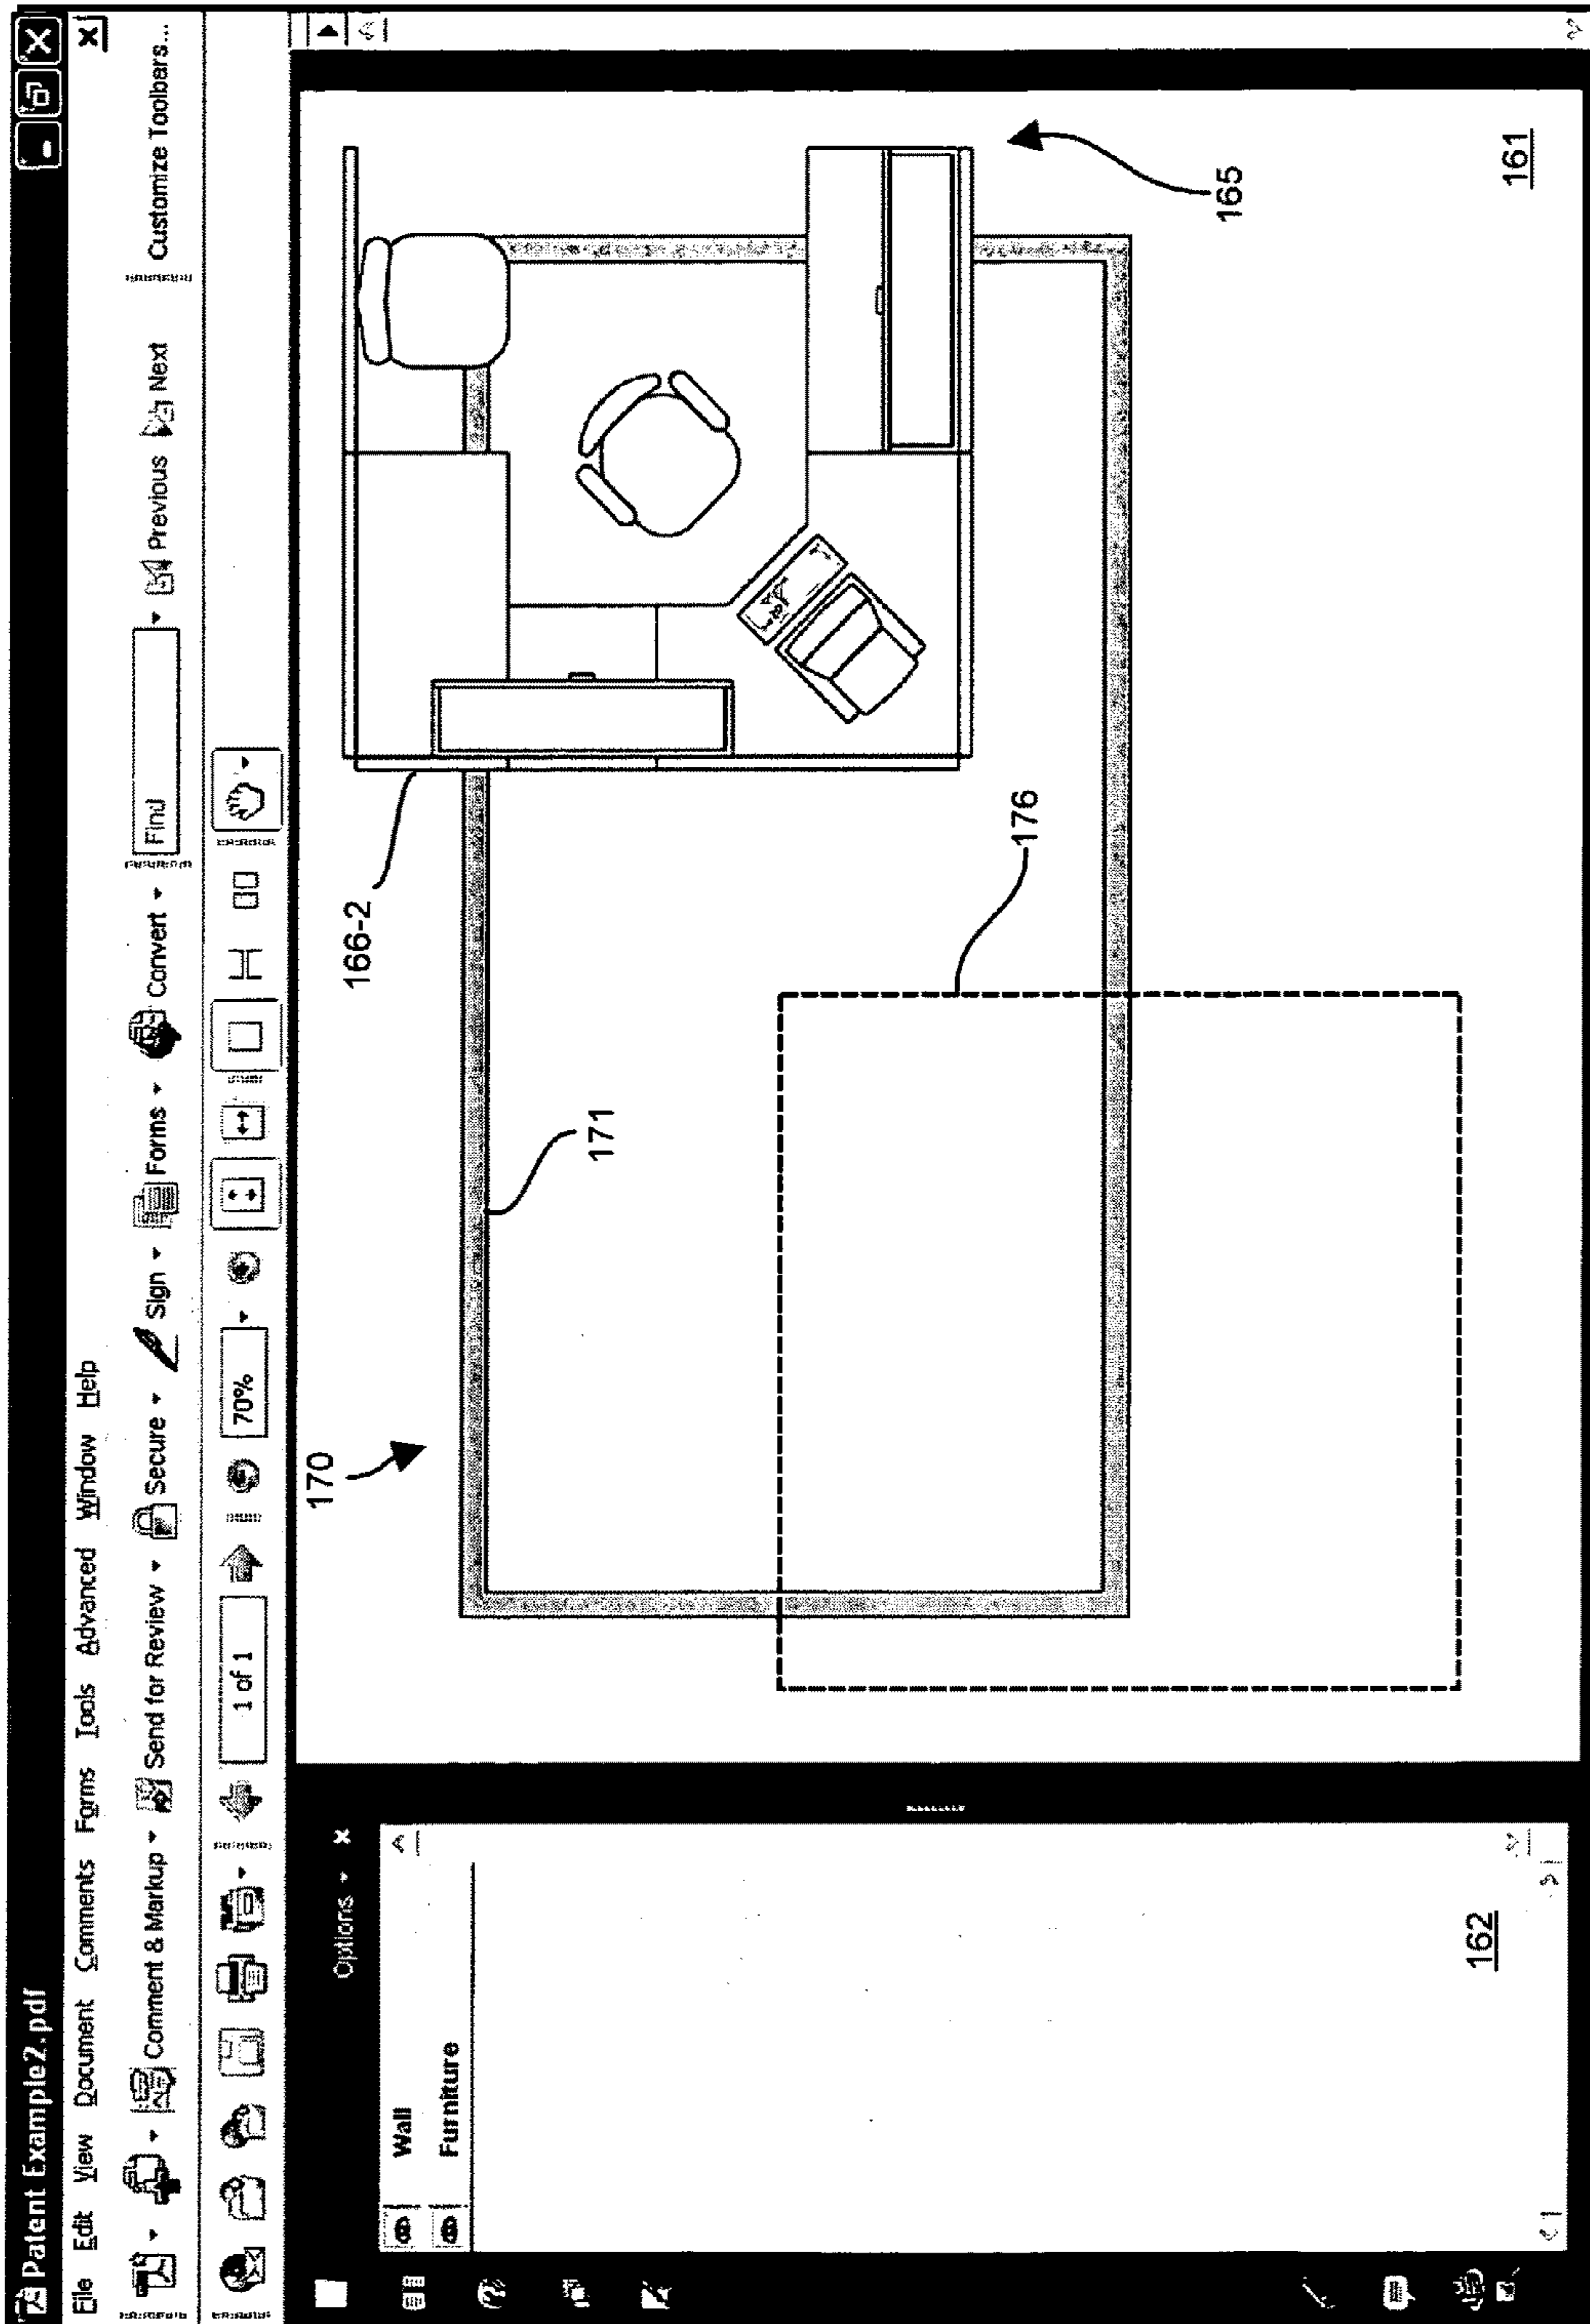 Patent Example2.pdf
File Edit View Document Comments Forms Tools Advanced Window Help
Comment & Markup Send for Review Secure Sign Forms Convert Find Previous Next Customize Toolbars...
1 of 1 70%
Options
Wall
Furniture
162
170
171
166-2
176
165
161